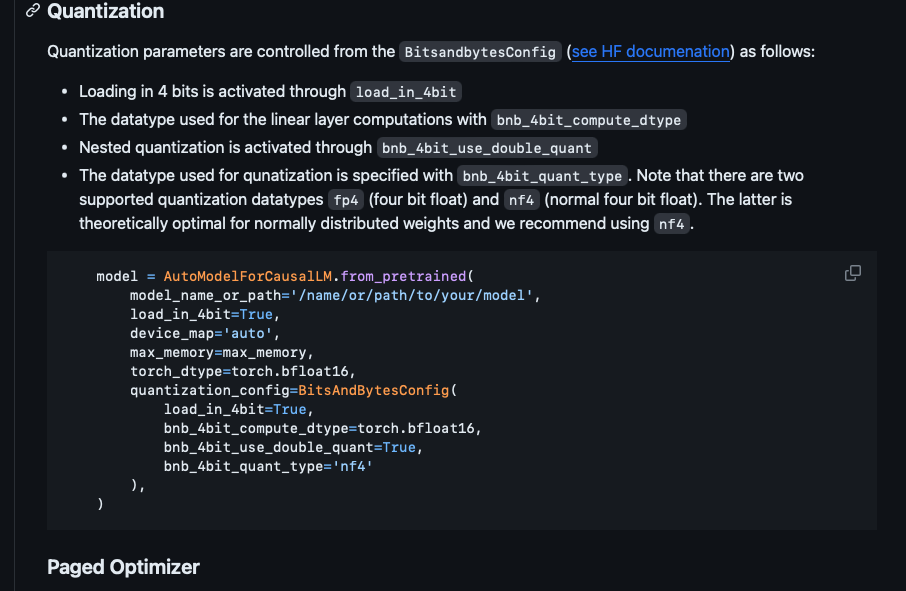 Quantization
Quantization parameters are controlled from the BitsandbytesConfig (see HF documenation) as follows:
• Loading in 4 bits is activated through load_in_4bit
• The datatype used for the linear layer computations with bnb_4bit_compute_dtype
• Nested quantization is activated through bnb_4bit_use_double_quant
• The datatype used for qunatization is specified with bnb_4bit_quant_type. Note that there are two
supported quantization datatypes fp4 (four bit float) and nf4 (normal four bit float). The latter is
theoretically optimal for normally distributed weights and we recommend using nf4.
model = AutoModelForCausalLM.from_pretrained(
    model_name_or_path='/name/or/path/to/your/model',
    load_in_4bit=True,
    device_map='auto',
    max_memory=max_memory,
    torch_dtype=torch.bfloat16,
    quantization_config=BitsAndBytesConfig(
        load_in_4bit=True,
        bnb_4bit_compute_dtype=torch.bfloat16,
        bnb_4bit_use_double_quant=True,
        bnb_4bit_quant_type='nf4'
    ),
)
Paged Optimizer